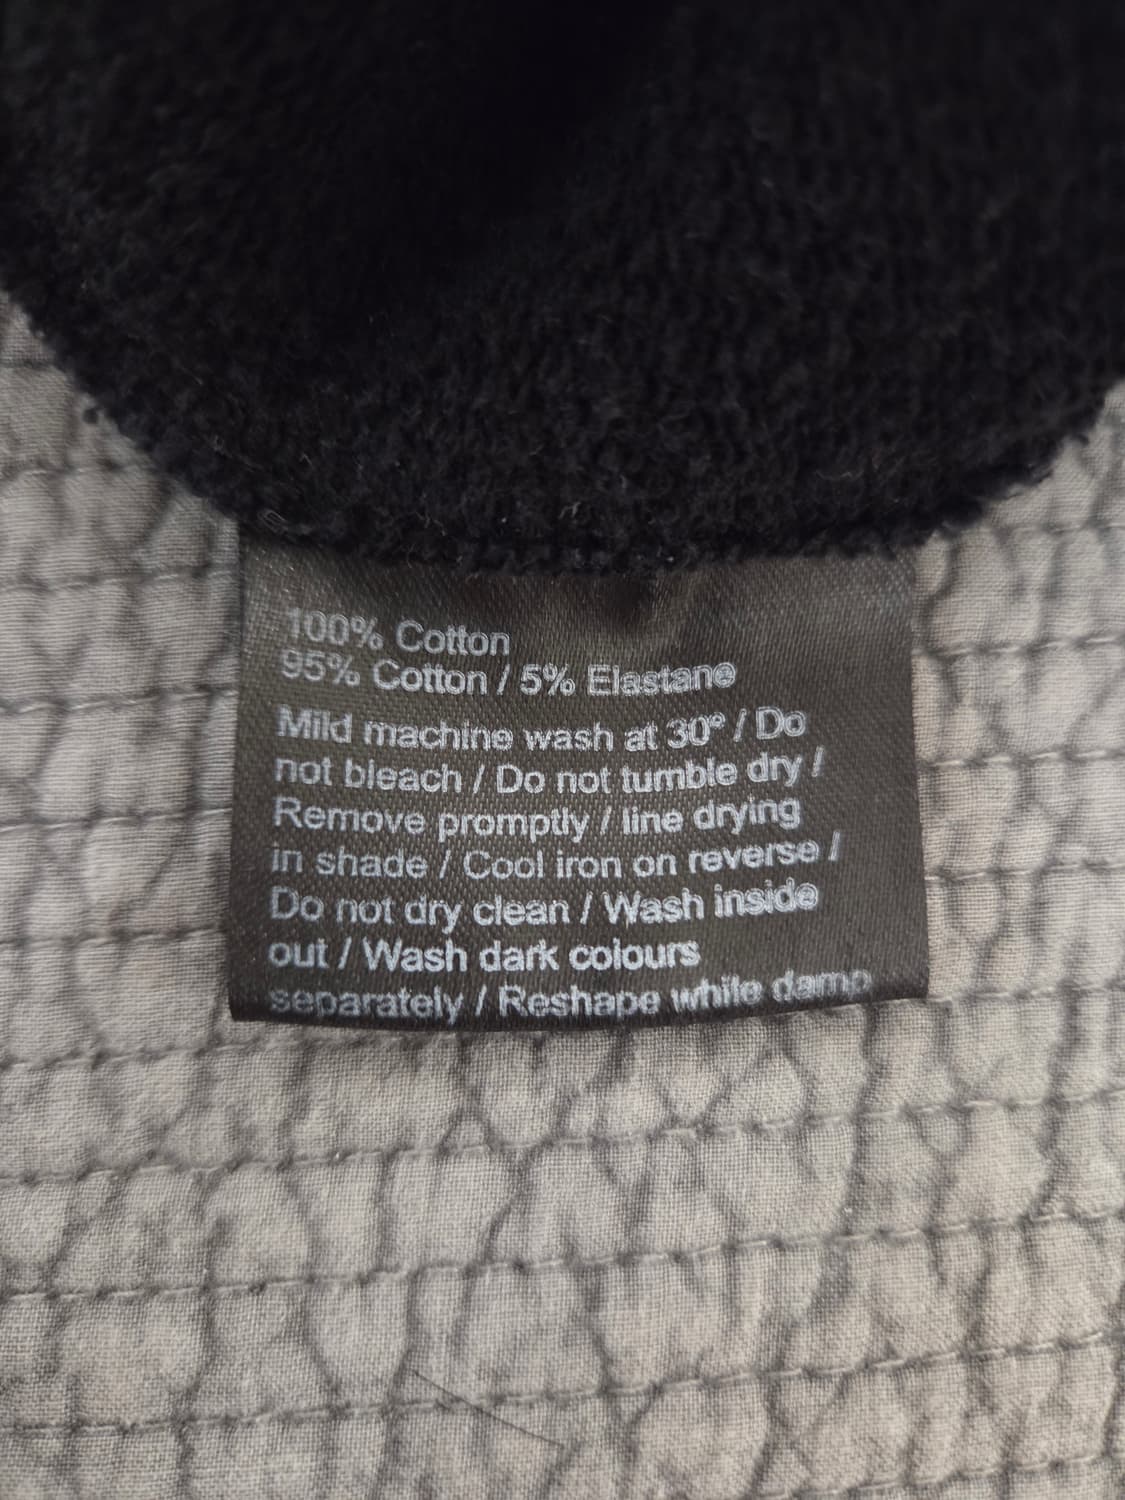 100% Cotton
95% Cotton / 5% Elastane
Mild machine wash at 30° / Do
not bleach / Do not tumble dry /
Remove promptly / line drying
in shade / Cool iron on reverse /
Do not dry clean / Wash inside
out / Wash dark colours
separately / Reshape while damp